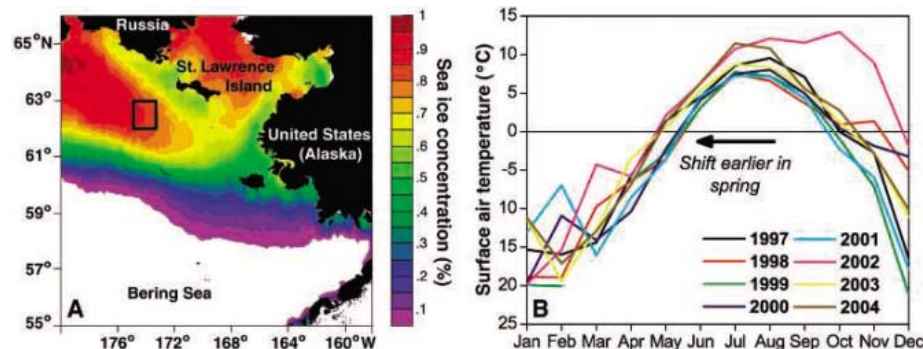 Russia
St. Lawrence
Island
United States
(Alaska)
Bering Sea
A
65°N
63°
61°
59°
57°
55°
176° 172° 168° 164° 160°W
1
.9
.8
.7
.6
.5
.4
.3
.2
.1
Sea ice concentration (%)
Surface air temperature (°C)
15
10
5
0
5
10
15
20
25
Shift earlier in
spring
1997 2001
1998 2002
1999 2003
2000 2004
B
Jan Feb Mar Apr May Jun Jul Aug Sep Oct Nov Dec